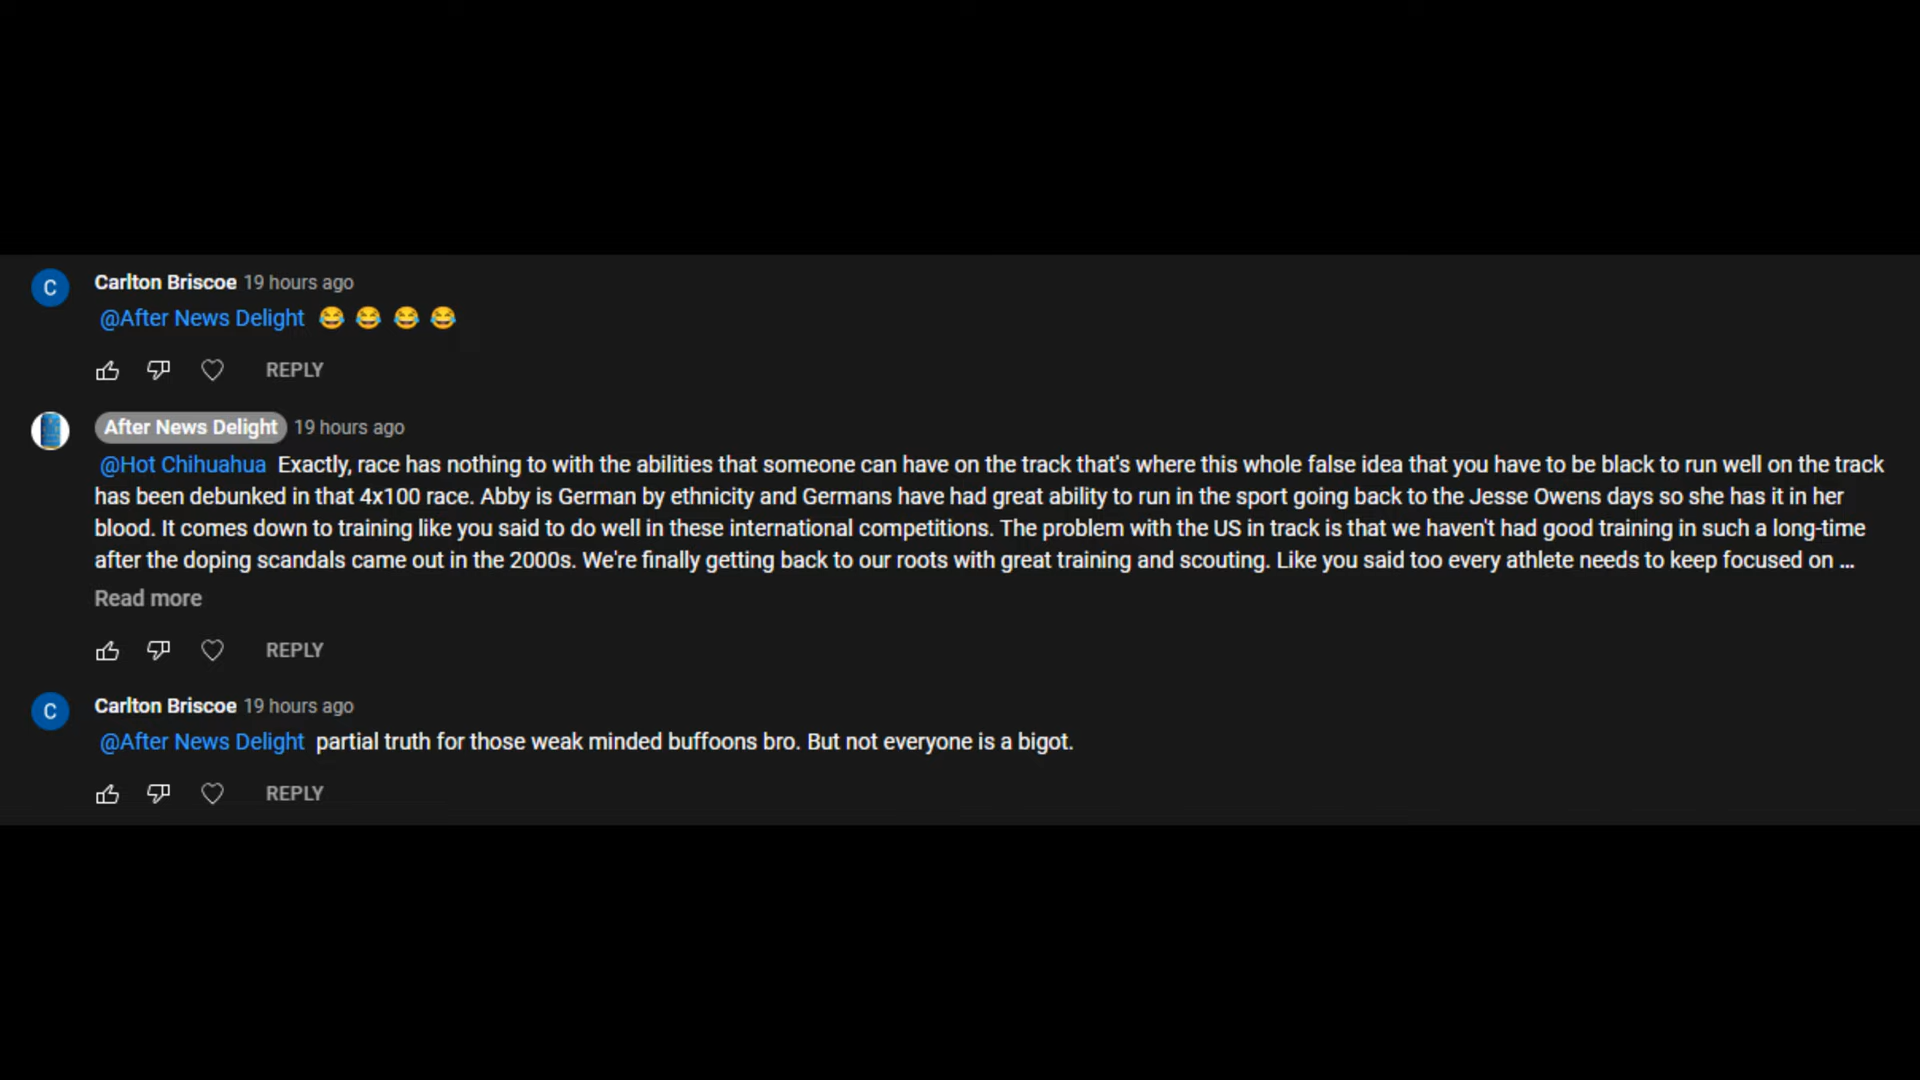 C
Carlton Briscoe 19 hours ago
@After News Delight 😂 😂 😂 😂
REPLY
After News Delight 19 hours ago
@Hot Chihuahua Exactly, race has nothing to with the abilities that someone can have on the track that's where this whole false idea that you have to be black to run well on the track
has been debunked in that 4x100 race. Abby is German by ethnicity and Germans have had great ability to run in the sport going back to the Jesse Owens days so she has it in her
blood. It comes down to training like you said to do well in these international competitions. The problem with the US in track is that we haven't had good training in such a long-time
after the doping scandals came out in the 2000s. We're finally getting back to our roots with great training and scouting. Like you said too every athlete needs to keep focused on ...
Read more
REPLY
C
Carlton Briscoe 19 hours ago
@After News Delight partial truth for those weak minded buffoons bro. But not everyone is a bigot.
REPLY